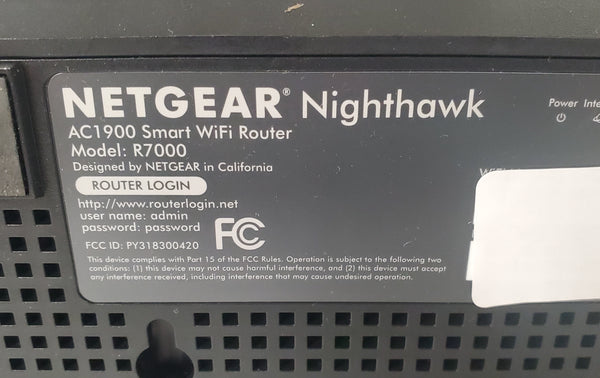 NETGEAR® Nighthawk
AC1900 Smart WiFi Router
Model: R7000
Designed by NETGEAR in California
ROUTER LOGIN
http://www.routerlogin.net
user name: admin
password: password
FCC ID: PY318300420
FC
This device complies with Part 15 of the FCC Rules. Operation is subject to the following two
conditions: (1) this device may not cause harmful interference, and (2) this device must accept
any interference received, including interference that may cause undesired operation.
Power Inte